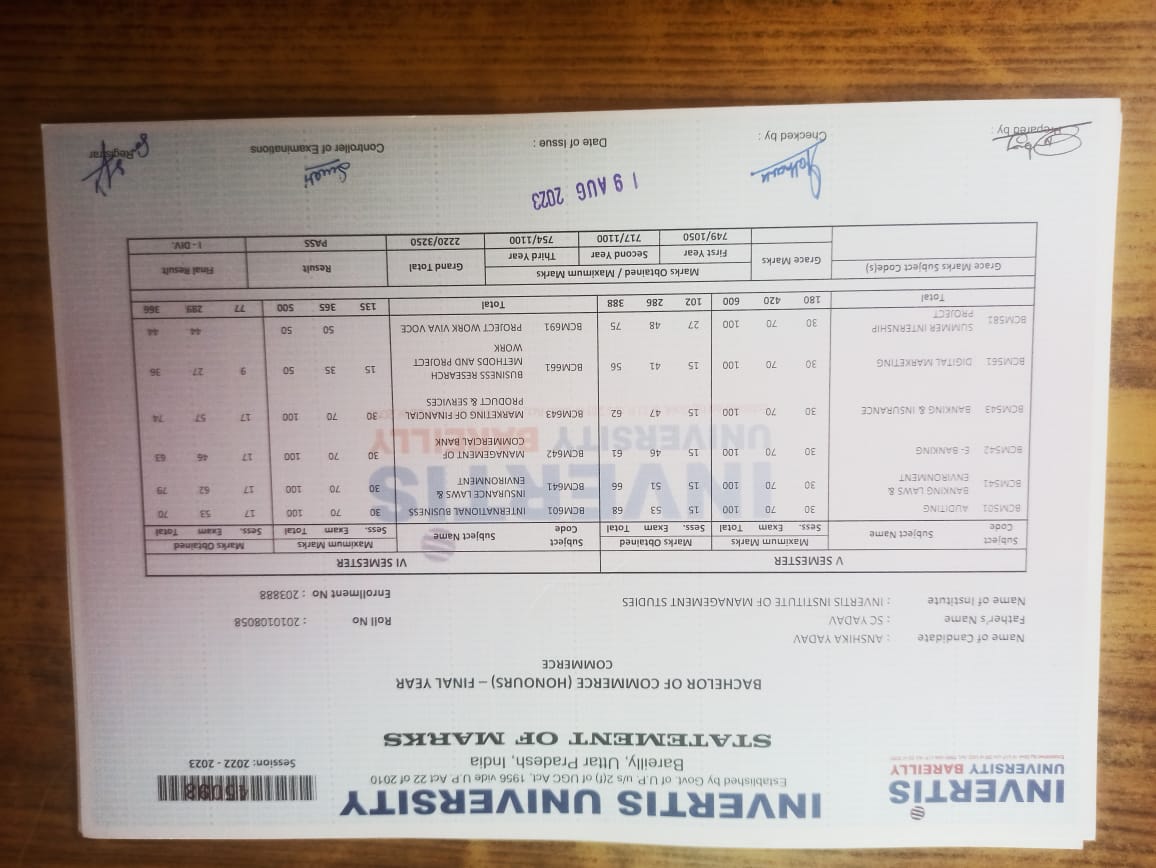 INVERTIS
UNIVERSITY BAREILLY
INVERTIS UNIVERSITY
Established by Govt. of U.P. u/s 2(f) of UGC Act, 1956 vide U.P. Act 22 of 2010
Bareilly, Uttar Pradesh, India
STATEMENT OF MARKS
45098
Session: 2022 - 2023
BACHELOR OF COMMERCE (HONOURS) – FINAL YEAR
COMMERCE
Name of Candidate : ANSHIKA YADAV
Father's Name : SC YADAV Roll No : 2010108058
Name of Institute : INVERTIS INSTITUTE OF MANAGEMENT STUDIES Enrollment No : 203888
V SEMESTER VI SEMESTER
Subject Code Subject Name Maximum Marks Marks Obtained Subject Code Subject Name Maximum Marks Marks Obtained
Sess. Exam Total Sess. Exam Total Sess. Exam Total Sess. Exam Total
BCM501 AUDITING 30 70 100 15 53 68 BCM601 INTERNATIONAL BUSINESS 30 70 100 17 53 70
BCM541 BANKING LAWS & ENVIRONMENT 30 70 100 15 51 66 BCM641 INSURANCE LAWS & ENVIRONMENT 30 70 100 17 62 79
BCM542 E- BANKING 30 70 100 15 46 61 BCM642 MANAGEMENT OF COMMERCIAL BANK 30 70 100 17 46 63
BCM543 BANKING & INSURANCE 30 70 100 15 47 62 BCM643 MARKETING OF FINANCIAL PRODUCT & SERVICES 30 70 100 17 57 74
BCM561 DIGITAL MARKETING 30 70 100 15 41 56 BCM661 BUSINESS RESEARCH METHODS AND PROJECT WORK 15 35 50 9 27 36
BCM581 SUMMER INTERNSHIP PROJECT 30 70 100 27 48 75 BCM691 PROJECT WORK VIVA VOCE 50 50 44 44
Total 180 420 600 102 286 388 Total 135 365 500 77 289 366
Grace Marks Subject Code(s) Grace Marks Marks Obtained / Maximum Marks Grand Total Result Final Result
First Year Second Year Third Year
749/1050 717/1100 754/1100 2220/3250 PASS I - DIV.
19 AUG 2023
Prepared by : Checked by : Date of issue : Controller of Examinations Registrar
INVERTIS
UNIVERSITY BAREILLY